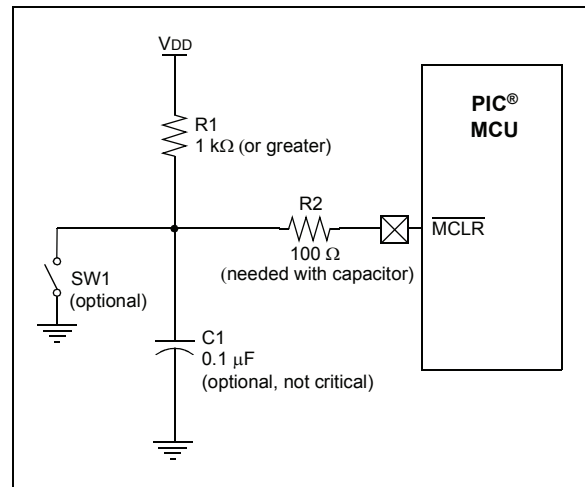 VDD
PIC®
MCU
R1
1 kΩ (or greater)
R2
MCLR
100 Ω
(needed with capacitor)
SW1
(optional)
C1
0.1 μF
(optional, not critical)